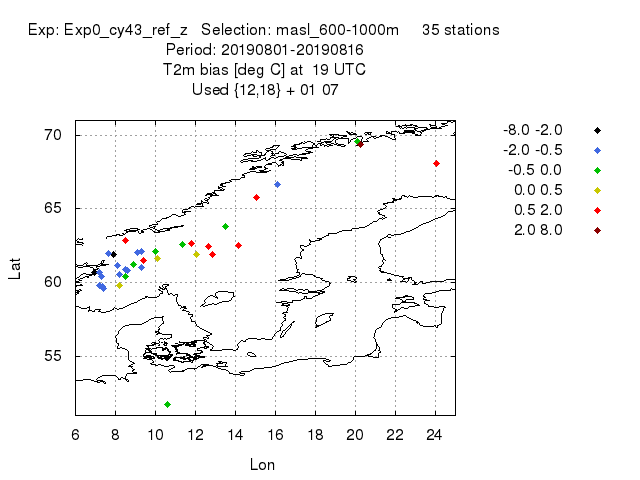 Exp: Exp0_cy43_ref_z Selection: masl_600-1000m 35 stations
Period: 20190801-20190816
T2m bias [deg C] at 19 UTC
Used {12,18} + 01 07
-8.0 -2.0
-2.0 -0.5
-0.5 0.0
0.0 0.5
0.5 2.0
2.0 8.0
70
65
60
55
Lat
6 8 10 12 14 16 18 20 22 24
Lon